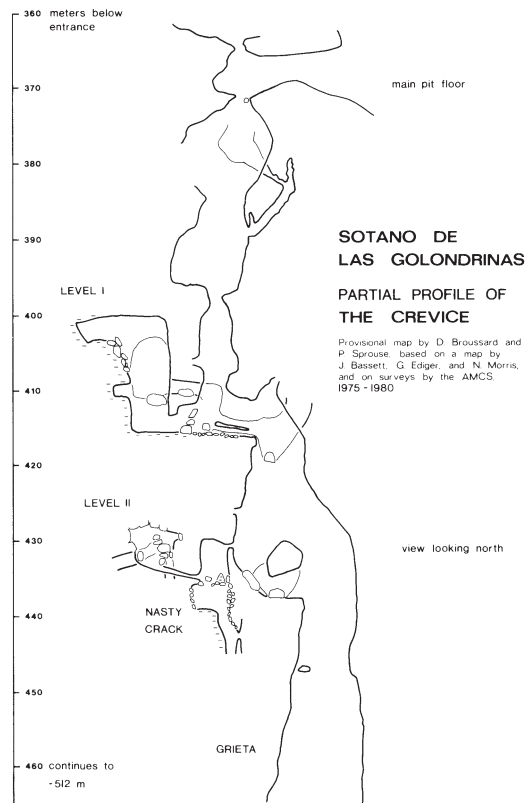 360 meters below
entrance
370
main pit floor
380
390
SOTANO DE
LAS GOLONDRINAS
LEVEL I
PARTIAL PROFILE OF
400
THE CREVICE
Provisional map by D. Broussard and
P. Sprouse, based on a map by
J. Bassett, G. Ediger, and N. Morris,
and on surveys by the AMCS,
1975 - 1980
410
420
LEVEL II
430
view looking north
440
NASTY
CRACK
450
GRIETA
460 continues to
-512 m